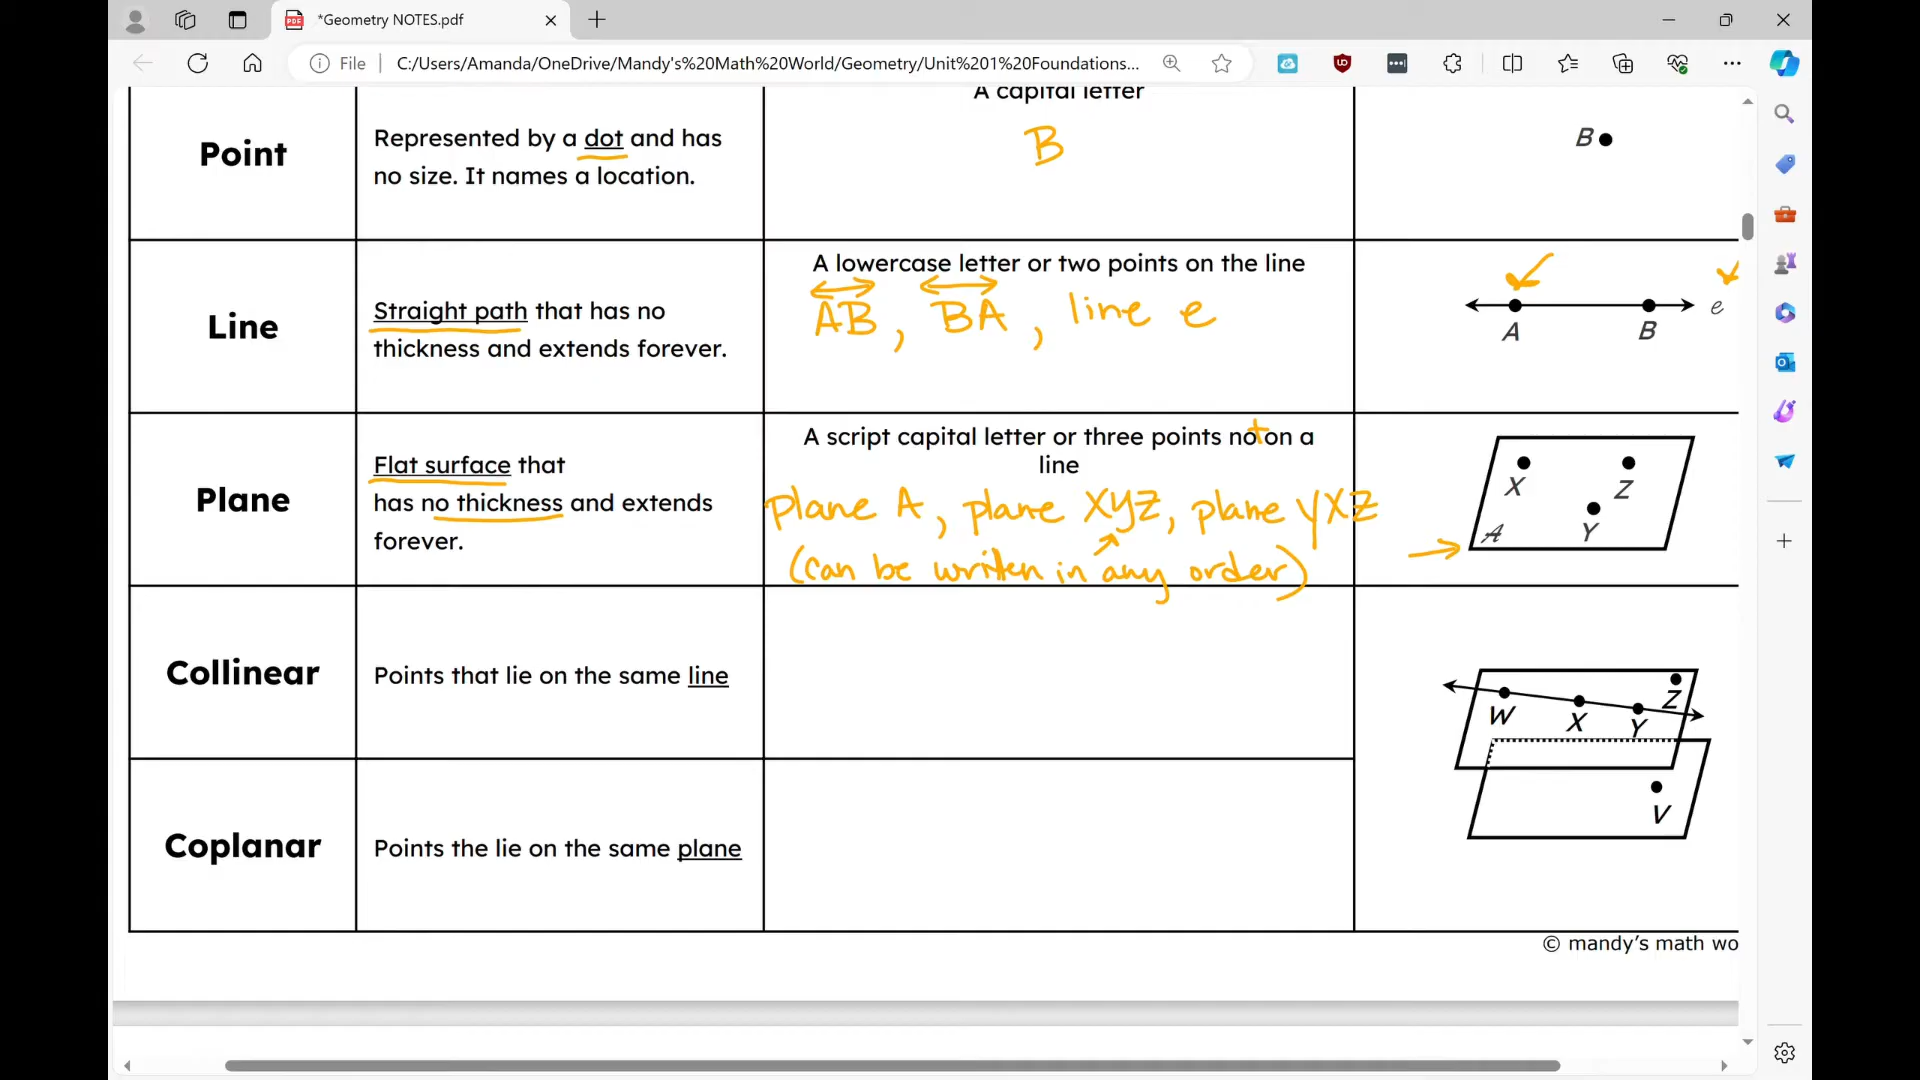 *Geometry NOTES.pdf
File
C:/Users/Amanda/OneDrive/Mandy's%20Math%20World/Geometry/Unit%201%20Foundations...
Point
Represented by a dot and has
no size. It names a location.
A capital letter
B
B
Line
Straight path that has no
thickness and extends forever.
A lowercase letter or two points on the line
AB, BA, line e
A
B
e
Plane
Flat surface that
has no thickness and extends
forever.
A script capital letter or three points not on a
line
plane A, plane XYZ, plane YXZ
(can be written in any order)
X
Z
Y
A
Collinear
Points that lie on the same line
Coplanar
Points the lie on the same plane
W
X
Y
Z
V
© mandy's math wo